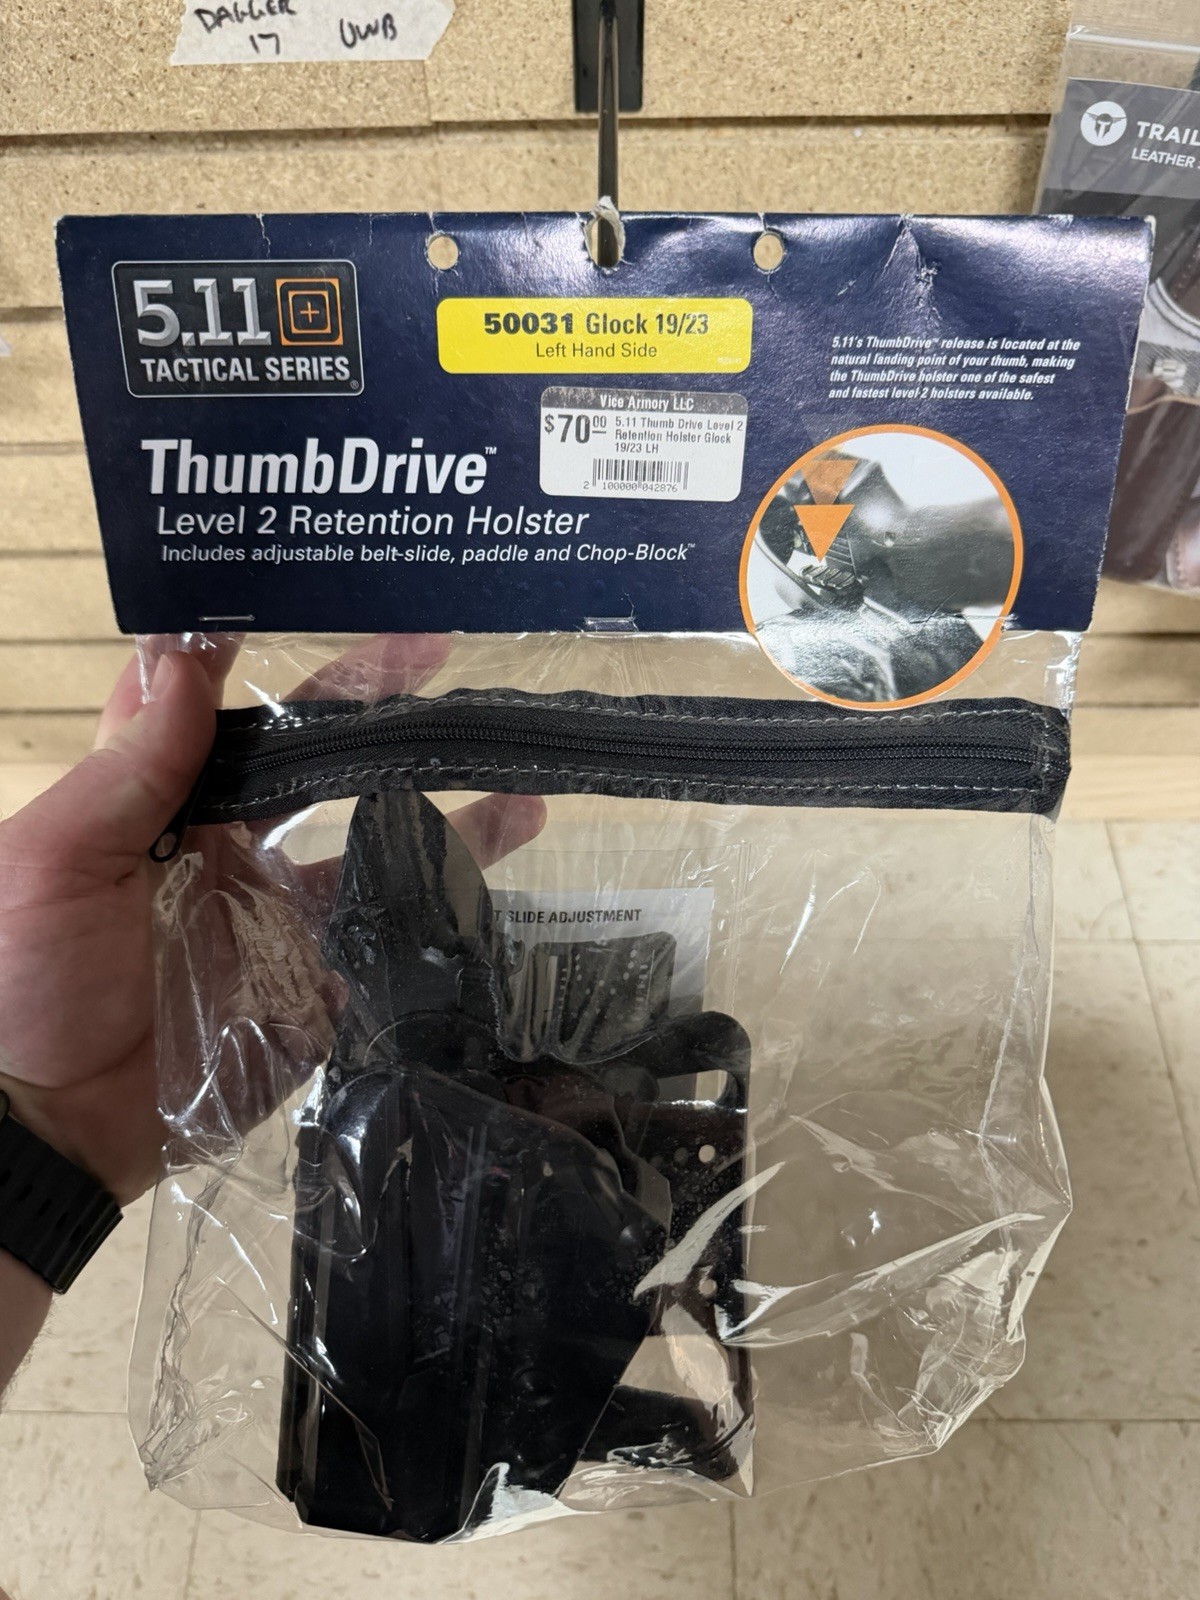 DAGGER
17 UWB
TRAIL
LEATHER
5.11
TACTICAL SERIES®
50031 Glock 19/23
Left Hand Side
5.11's ThumbDrive™ release is located at the
natural landing point of your thumb, making
the ThumbDrive holster one of the safest
and fastest level 2 holsters available.
Vice Armory LLC
$70.00 5.11 Thumb Drive Level 2
Retention Holster Glock
19/23 LH
2 100000 042876
ThumbDrive™
Level 2 Retention Holster
Includes adjustable belt-slide, paddle and Chop-Block™
T SLIDE ADJUSTMENT